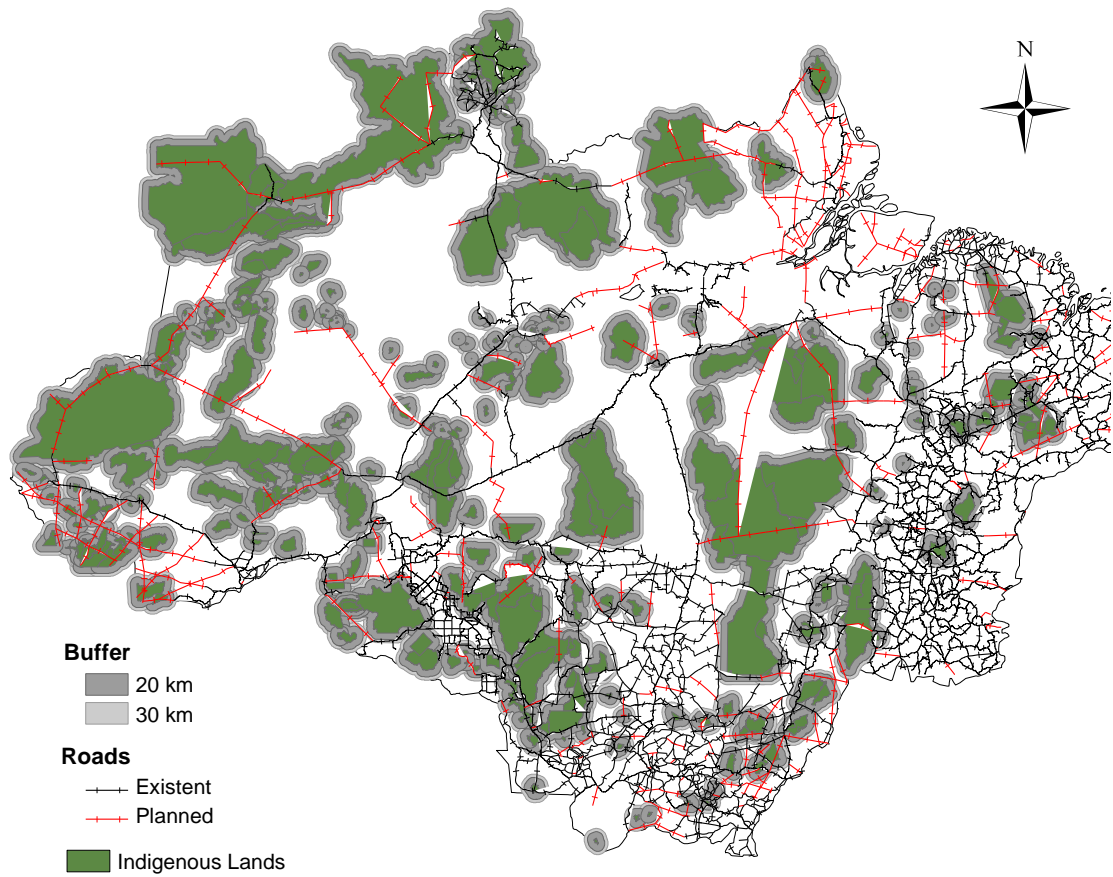 N
Buffer
20 km
30 km
Roads
Existent
Planned
Indigenous Lands